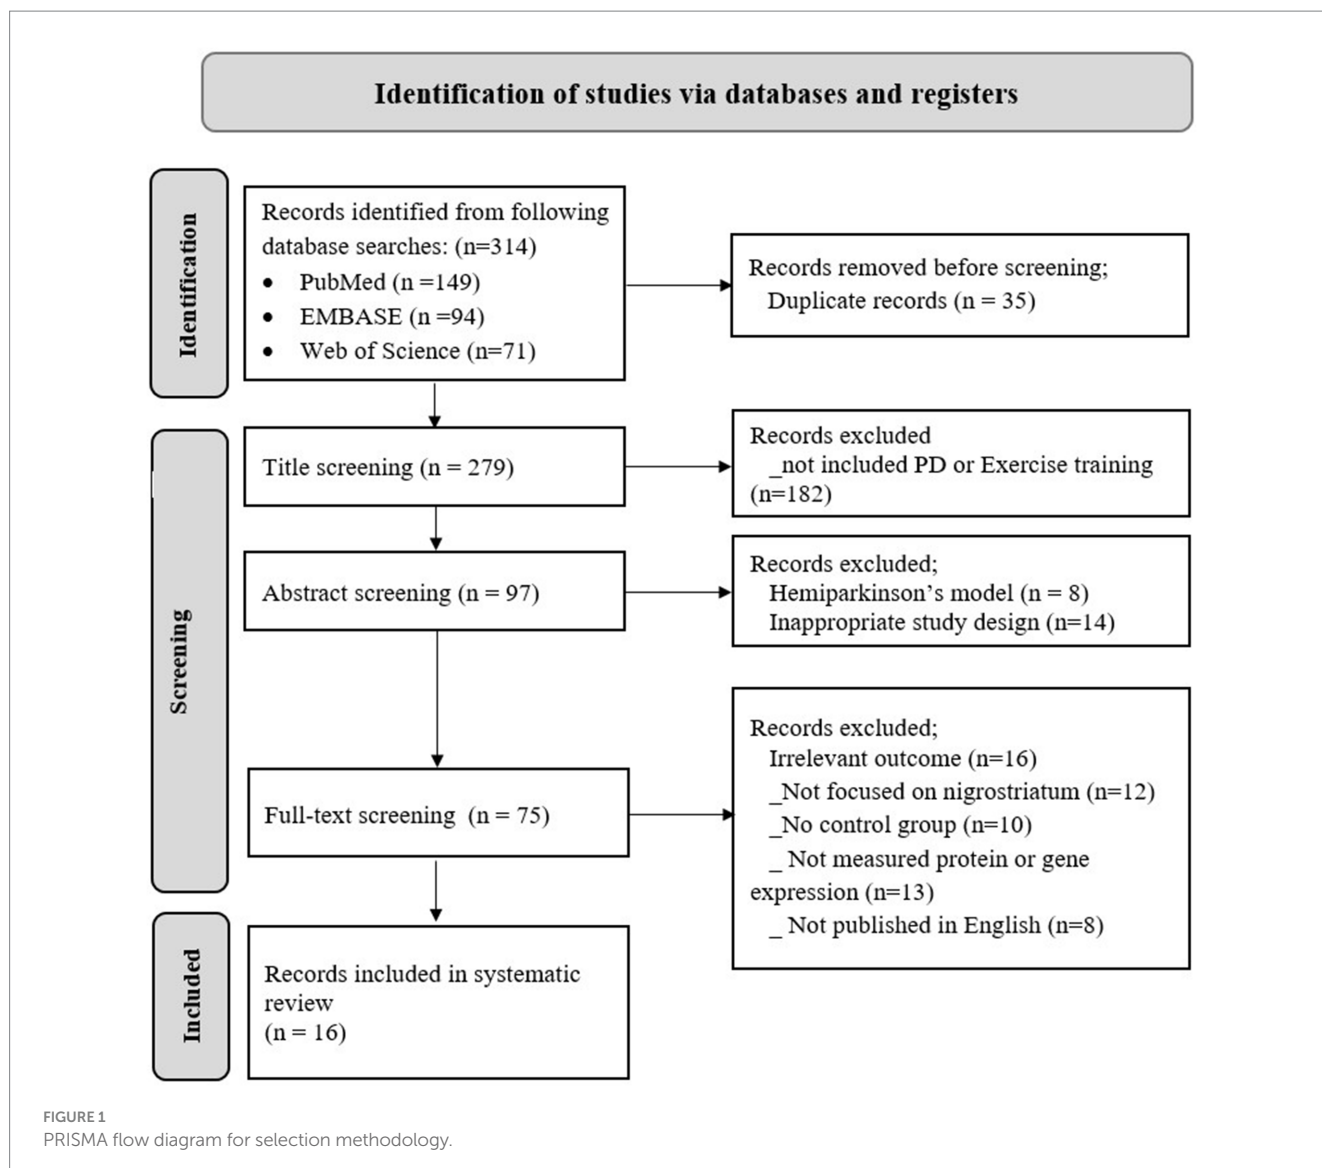 Identification of studies via databases and registers
Identification
Records identified from following
database searches: (n=314)
• PubMed (n =149)
• EMBASE (n =94)
• Web of Science (n=71)
Records removed before screening;
Duplicate records (n = 35)
Screening
Title screening (n = 279)
Records excluded
_not included PD or Exercise training
(n=182)
Abstract screening (n = 97)
Records excluded;
Hemiparkinson's model (n = 8)
Inappropriate study design (n=14)
Full-text screening (n = 75)
Records excluded;
Irrelevant outcome (n=16)
_Not focused on nigrostriatum (n=12)
_No control group (n=10)
_ Not measured protein or gene
expression (n=13)
_ Not published in English (n=8)
Included
Records included in systematic
review
(n = 16)
FIGURE 1
PRISMA flow diagram for selection methodology.